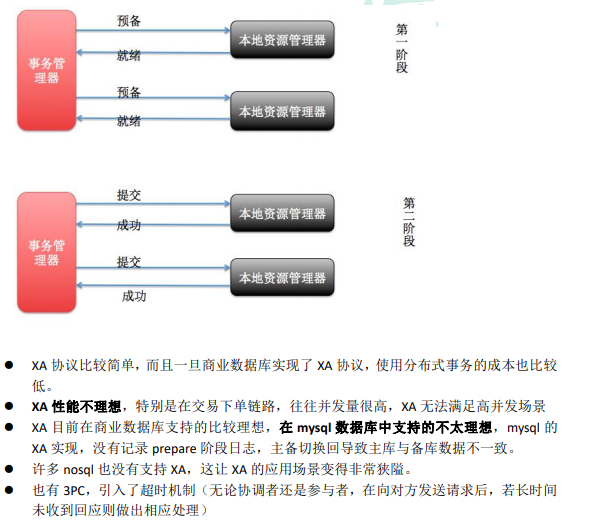 预备
本地资源管理器
就绪
事务管
理器
预备
本地资源管理器
就绪
第一阶段
提交
本地资源管理器
成功
事务管
理器
提交
本地资源管理器
成功
第二阶段
● XA 协议比较简单，而且一旦商业数据库实现了 XA 协议，使用分布式事务的成本也比较
低。
● XA 性能不理想，特别是在交易下单链路，往往并发量很高，XA 无法满足高并发场景
● XA 目前在商业数据库支持的比较理想，在 mysql 数据库中支持的不太理想，mysql 的
XA 实现，没有记录 prepare 阶段日志，主备切换回导致主库与备库数据不一致。
● 许多 nosql 也没有支持 XA，这让 XA 的应用场景变得非常狭隘。
● 也有 3PC，引入了超时机制（无论协调者还是参与者，在向对方发送请求后，若长时间
未收到回应则做出相应处理）